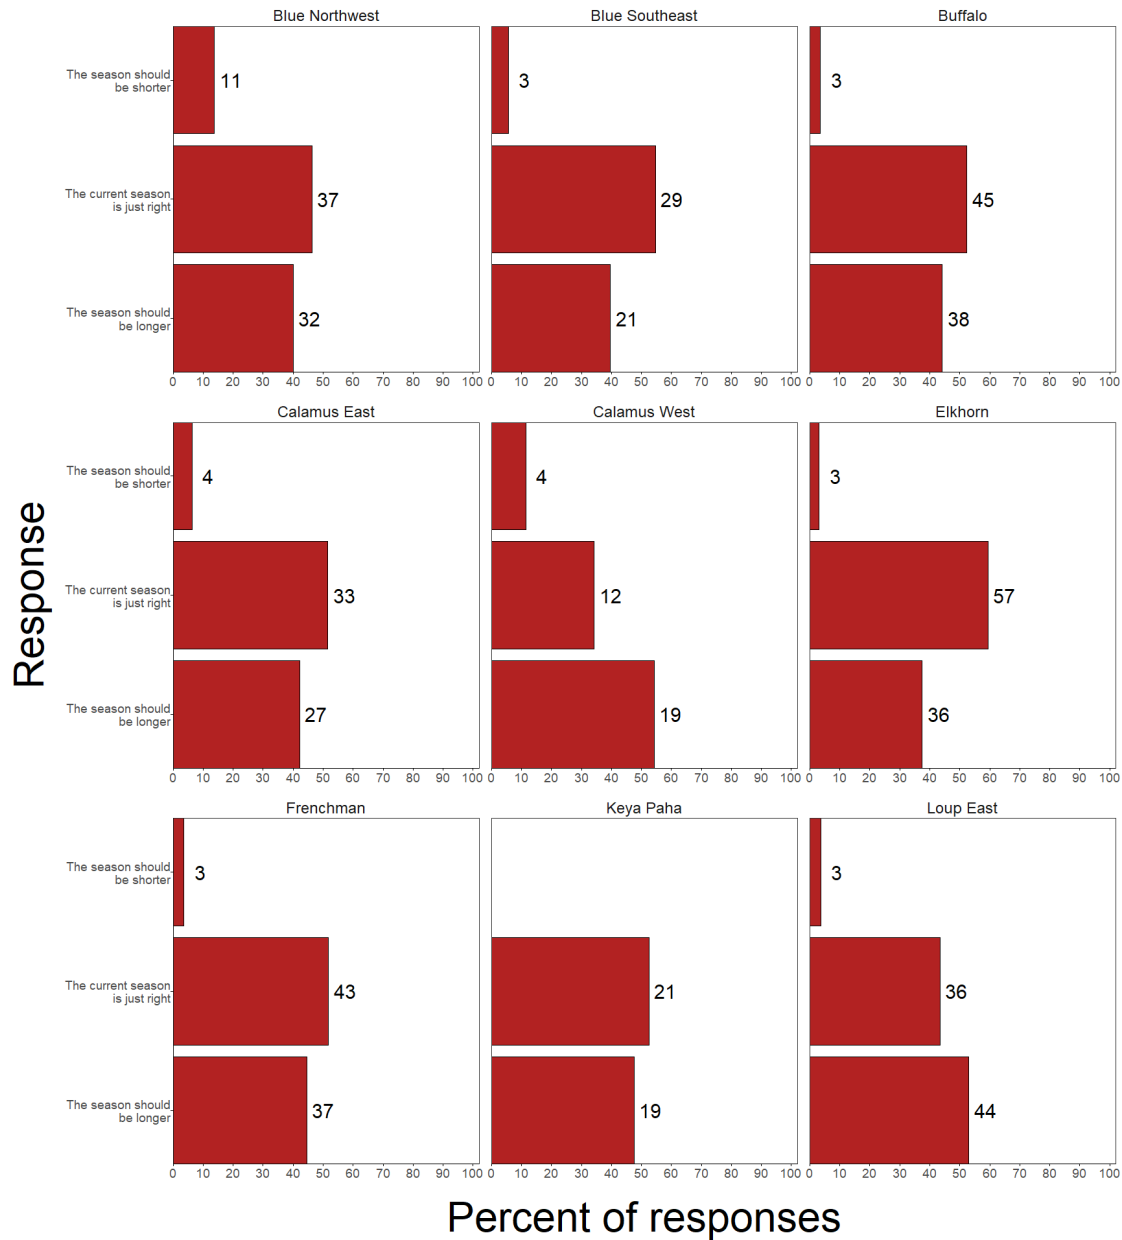 Blue Northwest
Blue Southeast
Buffalo
The season should
be shorter
11
3
3
The current season
is just right
37
29
45
The season should
be longer
32
21
38
0 10 20 30 40 50 60 70 80 90 100
0 10 20 30 40 50 60 70 80 90 100
0 10 20 30 40 50 60 70 80 90 100
Calamus East
Calamus West
Elkhorn
The season should
be shorter
4
4
3
The current season
is just right
33
12
57
The season should
be longer
27
19
36
0 10 20 30 40 50 60 70 80 90 100
0 10 20 30 40 50 60 70 80 90 100
0 10 20 30 40 50 60 70 80 90 100
Response
Frenchman
Keya Paha
Loup East
The season should
be shorter
3
3
The current season
is just right
43
21
36
The season should
be longer
37
19
44
0 10 20 30 40 50 60 70 80 90 100
0 10 20 30 40 50 60 70 80 90 100
0 10 20 30 40 50 60 70 80 90 100
Percent of responses